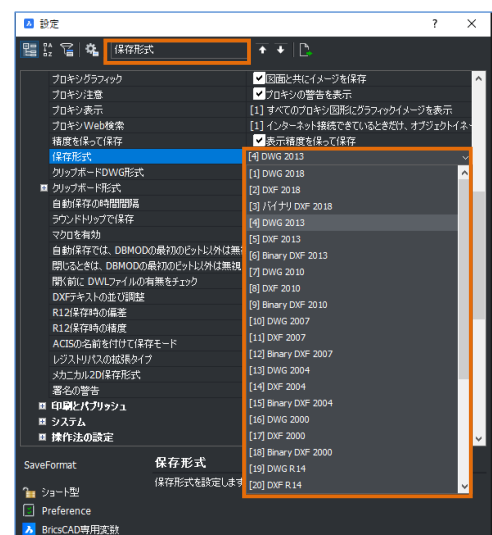 設定
?
保存形式
プロキシグラフィック
図面と共にイメージを保存
プロキシ注意
プロキシの警告を表示
プロキシ表示
[1] すべてのプロキシ図形にグラフィックイメージを表示
プロキシWeb検索
[1] インターネット接続できているときだけ、オブジェクトイネ
精度を保って保存
表示精度を保って保存
保存形式
[4] DWG 2013
クリップボードDWG形式
[1] DWG 2018
クリップボード形式
[2] DXF 2018
自動保存の時間間隔
[3] バイナリ DXF 2018
ラウンドトリップで保存
[4] DWG 2013
マクロを有効
[5] DXF 2013
自動保存では、DBMODの最初のビット以外は無
[6] Binary DXF 2013
閉じるときは、DBMODの最初のビット以外は無視
[7] DWG 2010
開く前に DWLファイルの有無をチェック
[8] DXF 2010
DXFテキストの並び調整
[9] Binary DXF 2010
R12保存時の偏差
[10] DWG 2007
R12保存時の精度
[11] DXF 2007
ACISの名前を付けて保存モード
[12] Binary DXF 2007
レジストリパスの拡張タイプ
[13] DWG 2004
メカニカル2D保存形式
[14] DXF 2004
署名の警告
[15] Binary DXF 2004
印刷とパブリッシュ
[16] DWG 2000
システム
[17] DXF 2000
操作法の設定
[18] Binary DXF 2000
[19] DWG R14
[20] DXF R14
SaveFormat
保存形式
保存形式を設定します
ショート型
Preference
BricsCAD専用変数